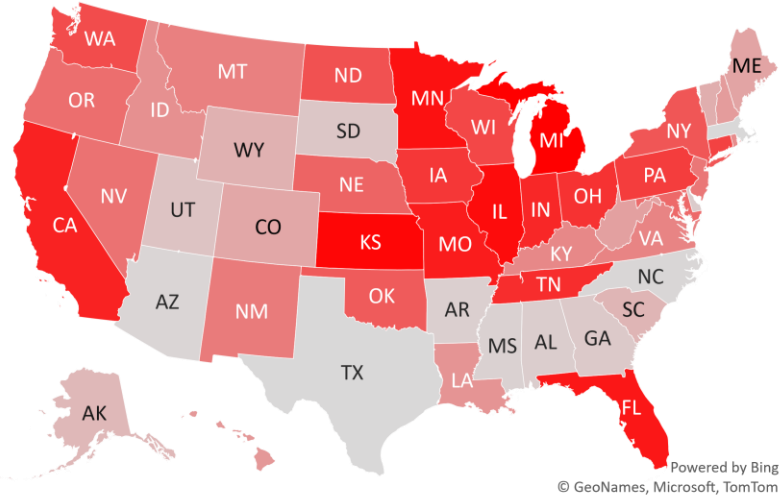 WA
ME
MT
ND
MN
OR
ID
WI
MI
NY
SD
WY
IA
PA
NE
NV
IL
IN
OH
UT
CO
CA
KS
MO
KY
VA
TN
NC
AZ
NM
OK
AR
SC
MS
AL
GA
TX
LA
AK
FL
Powered by Bing
© GeoNames, Microsoft, TomTom